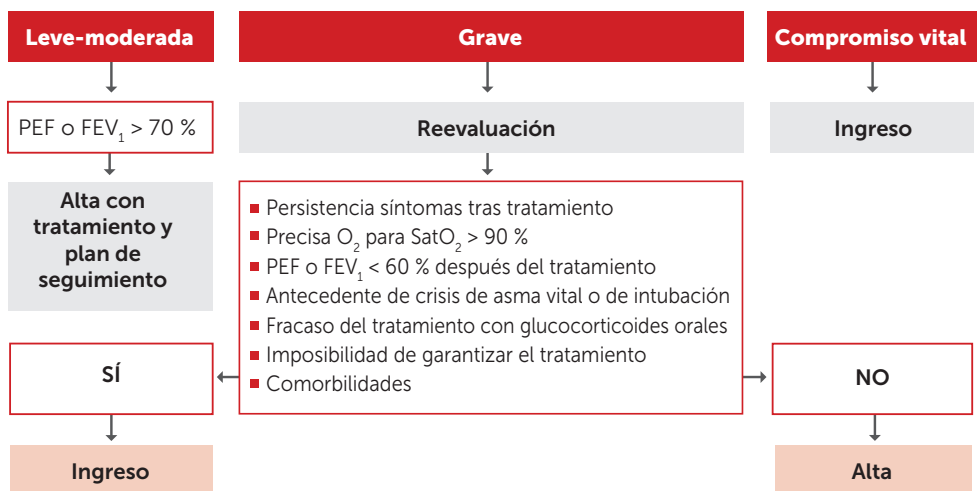 Leve-moderada
Grave
Compromiso vital
PEF o FEV₁ > 70 %
Reevaluación
Ingreso
Alta con
tratamiento y
plan de
seguimiento
■ Persistencia síntomas tras tratamiento
■ Precisa O₂ para SatO₂ > 90 %
■ PEF o FEV₁ < 60 % después del tratamiento
■ Antecedente de crisis de asma vital o de intubación
■ Fracaso del tratamiento con glucocorticoides orales
■ Imposibilidad de garantizar el tratamiento
■ Comorbilidades
SÍ
NO
Ingreso
Alta